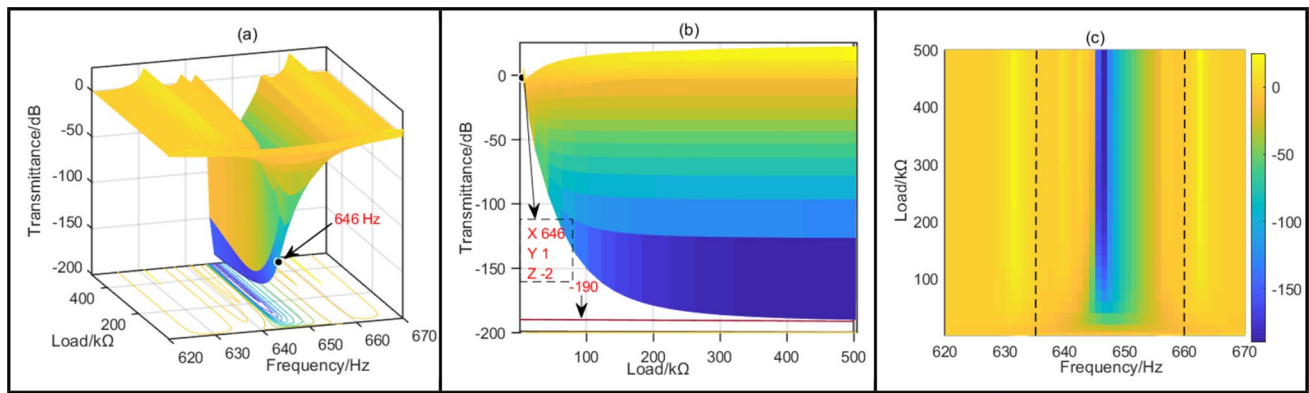 (a)
0
-50
-100
-150
-200
Transmittance/dB
646 Hz
400
200
Load/kΩ
620
630
640
650
660
670
Frequency/Hz
(b)
0
-50
-100
-150
-200
Transmittance/dB
X 646
Y 1
Z -2
-190
100
200
300
400
500
Load/kΩ
(c)
500
400
300
200
100
Load/kΩ
620
630
640
650
660
670
Frequency/Hz
0
-50
-100
-150